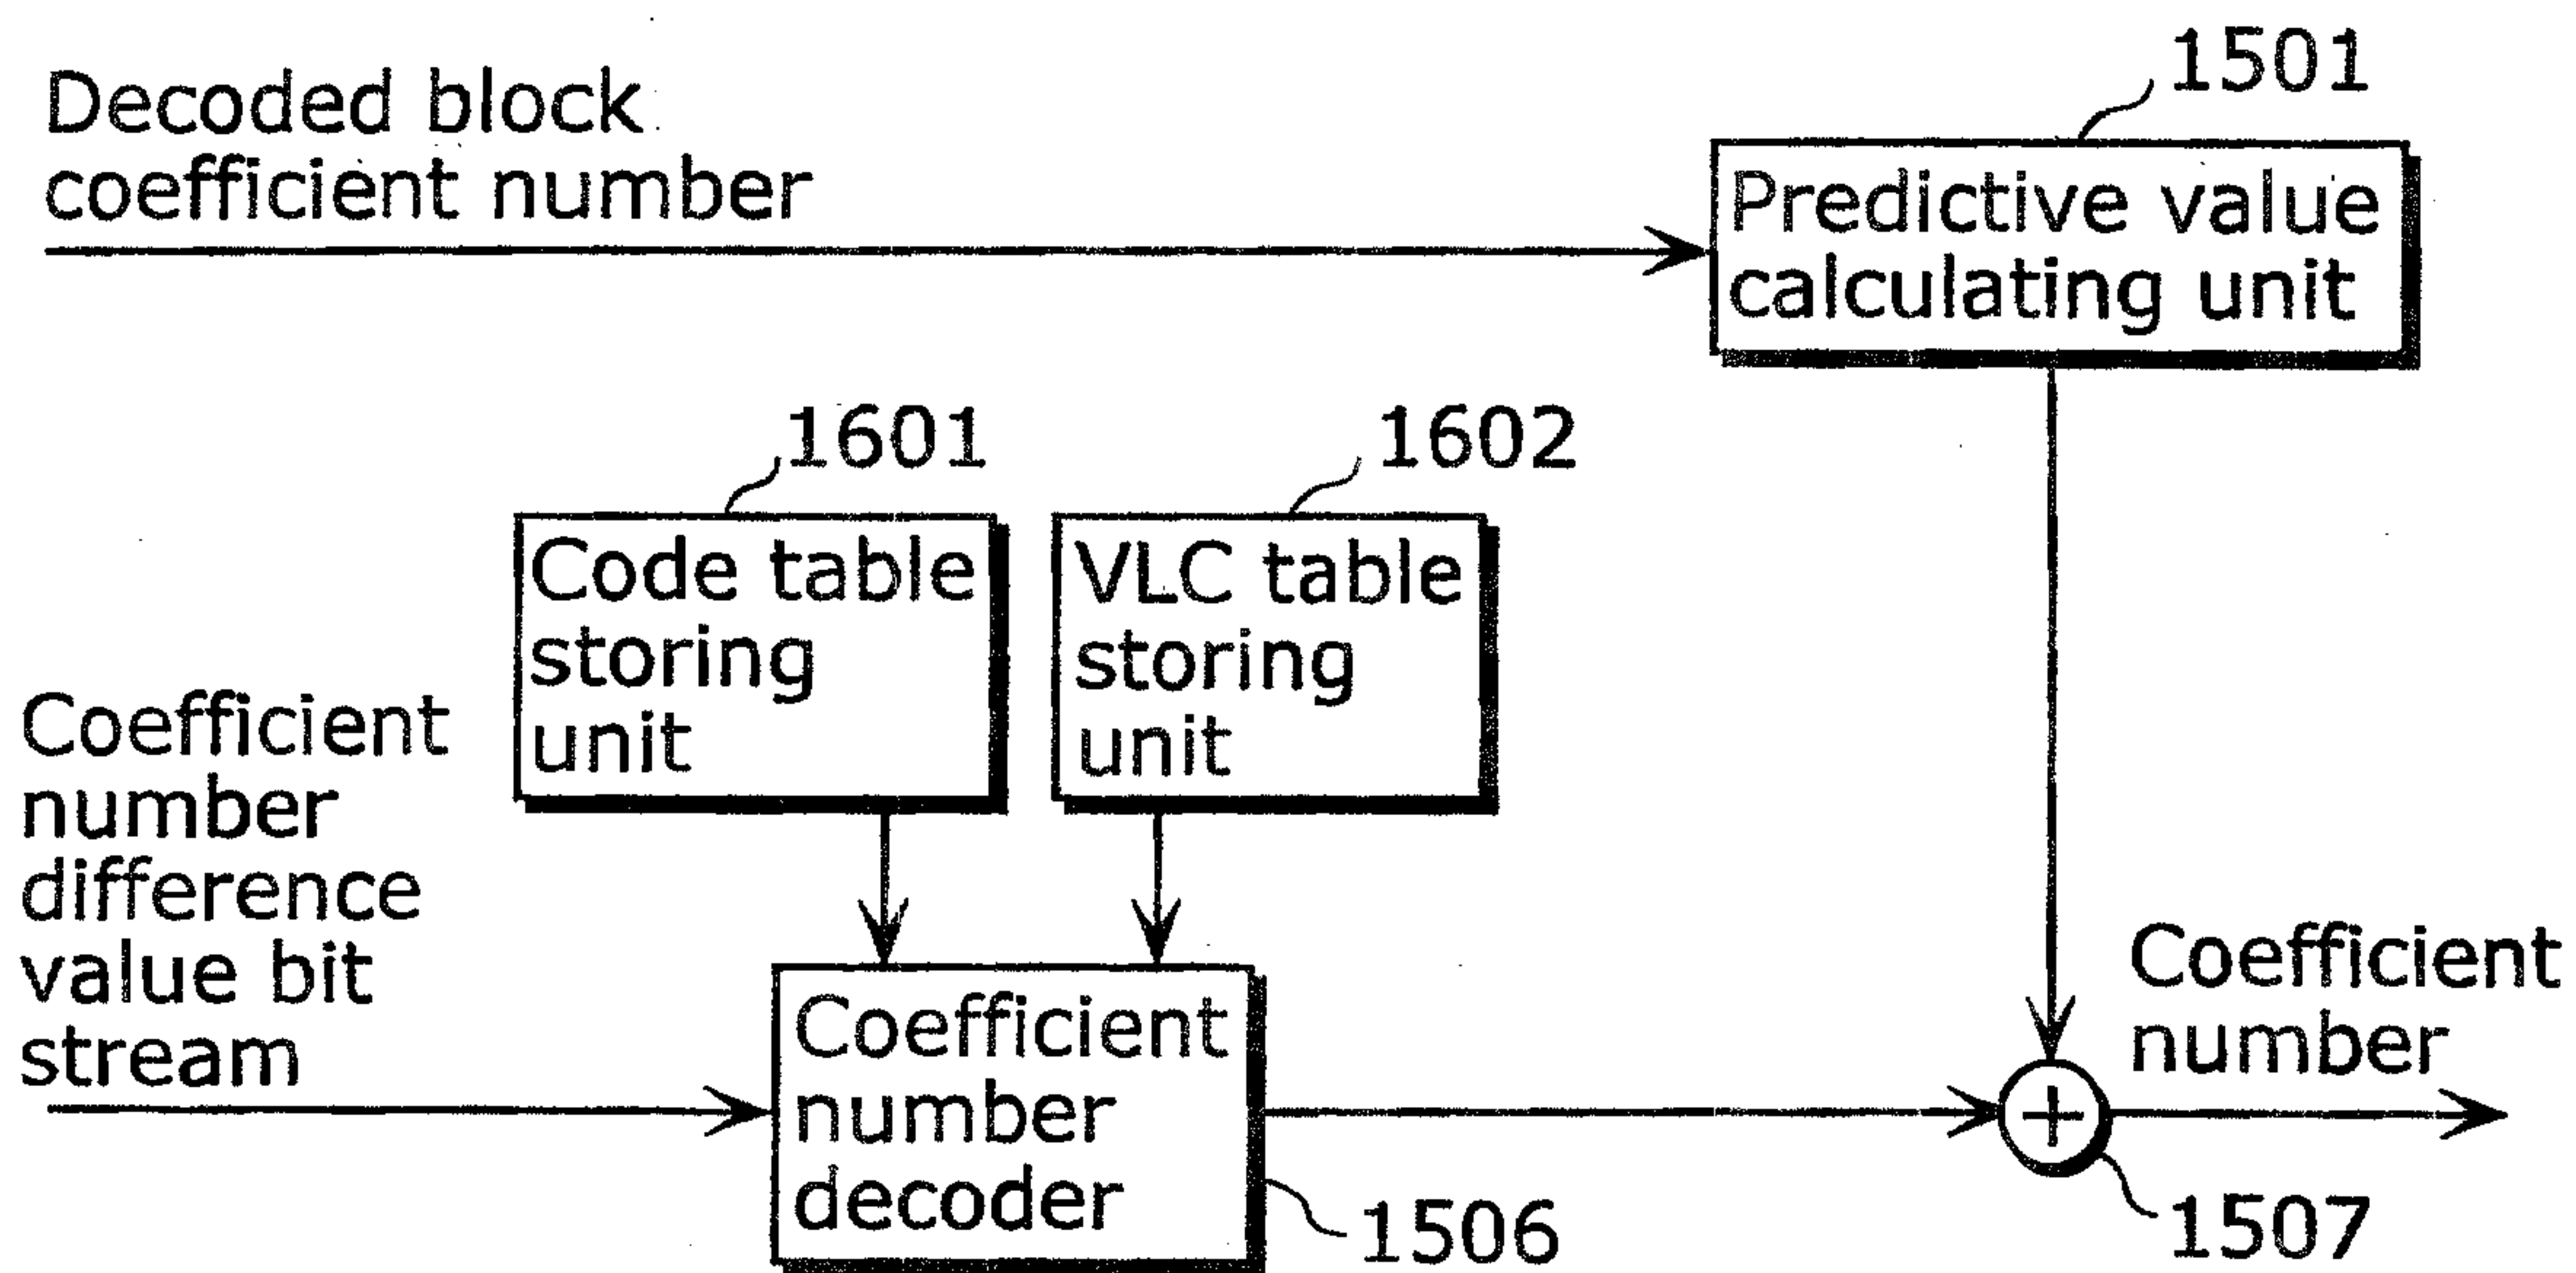 1501
Decoded block
coefficient number
Predictive value
calculating unit
1601
1602
Code table
storing
unit
VLC table
storing
unit
Coefficient
number
difference
value bit
stream
Coefficient
number
decoder
Coefficient
number
+
1506
1507